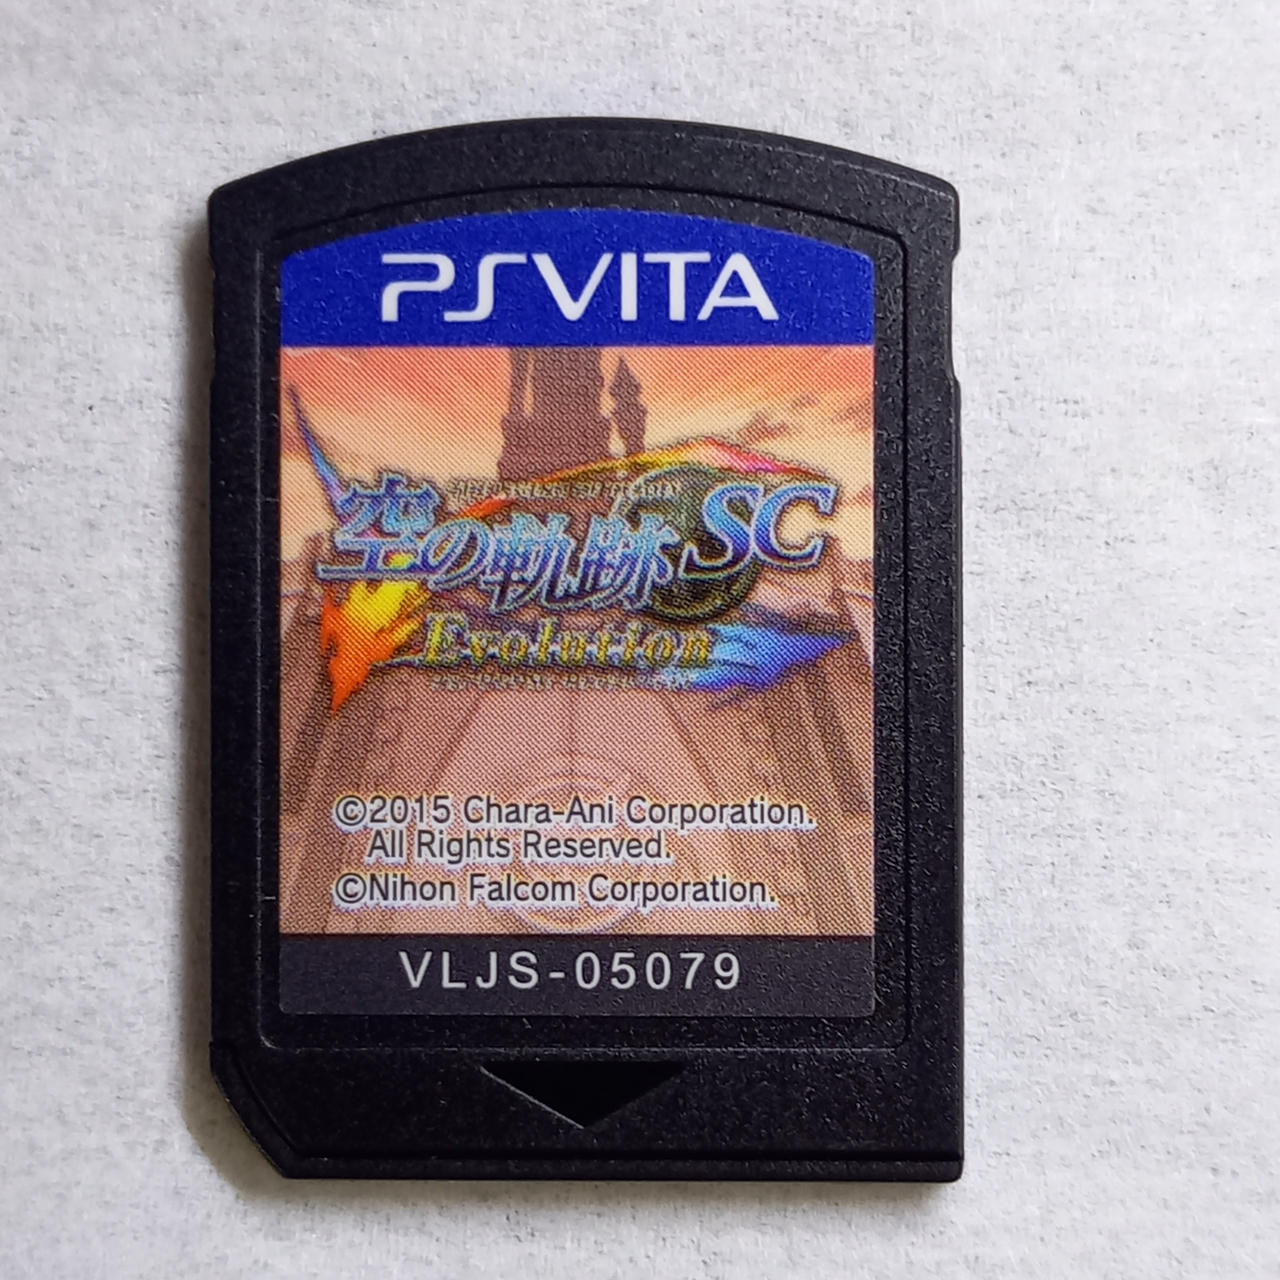 PSVITA
空の軌跡SC
Evolution
©2015 Chara-Ani Corporation.
All Rights Reserved.
©Nihon Falcom Corporation.
VLJS-05079